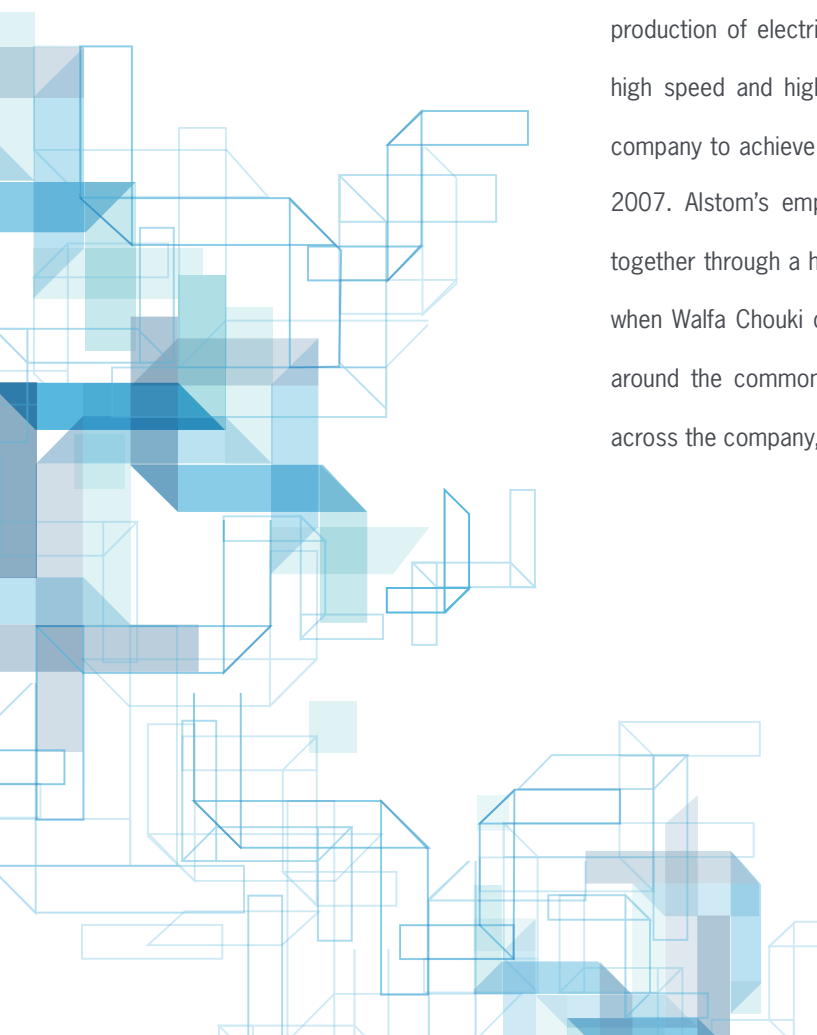 production of electri
high speed and high
company to achieve
2007. Alstom’s emp
together through a h
when Walfa Chouki
around the common
across the company,